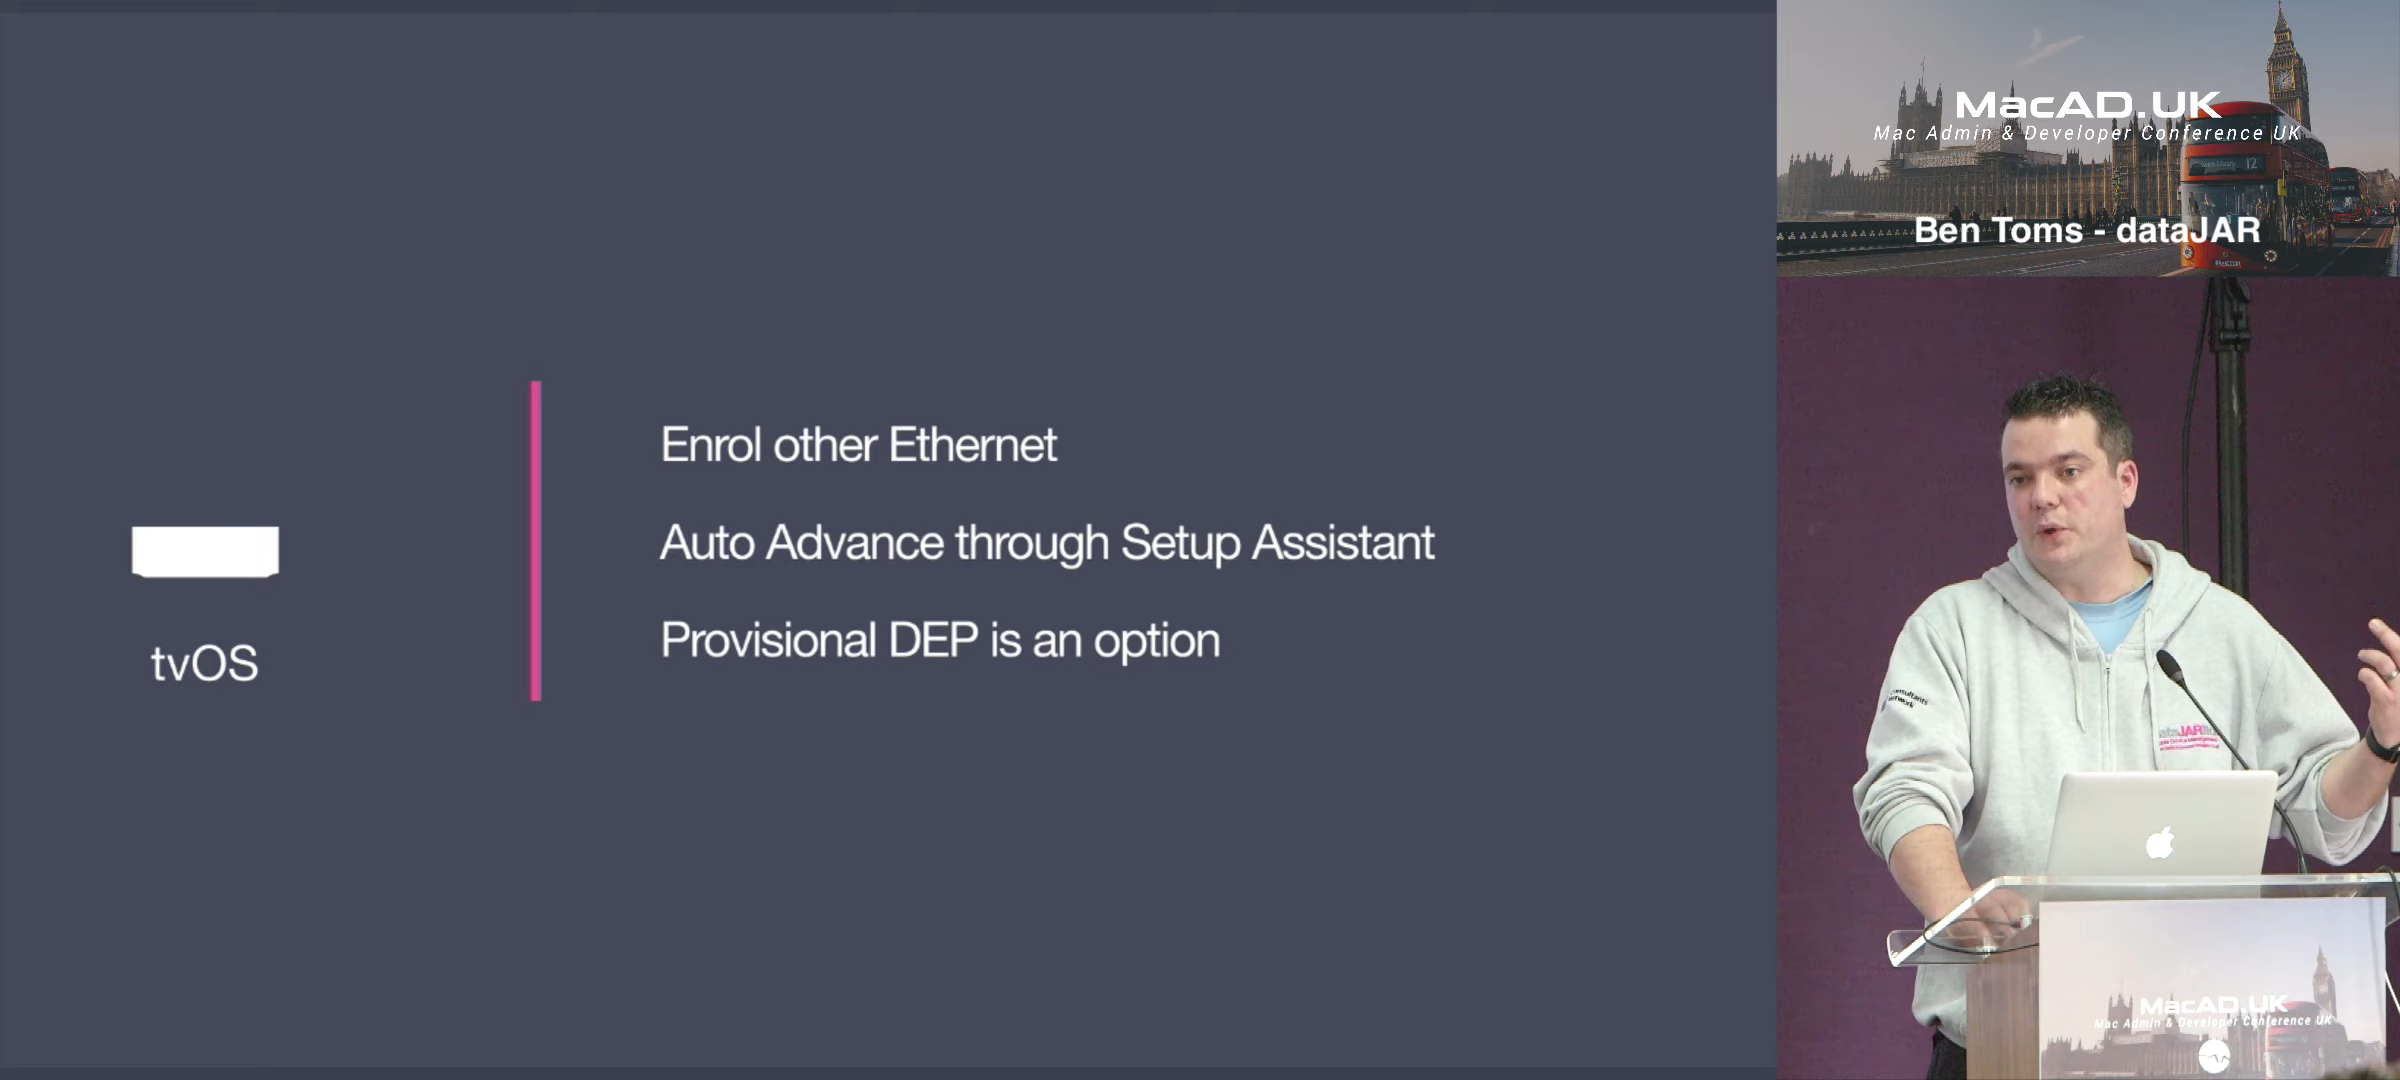 tvOS
Enrol other Ethernet
Auto Advance through Setup Assistant
Provisional DEP is an option
MacAD.UK
Mac Admin & Developer Conference UK
12
Ben Toms - dataJAR
MacAD.UK
Mac Admin & Developer Conference UK